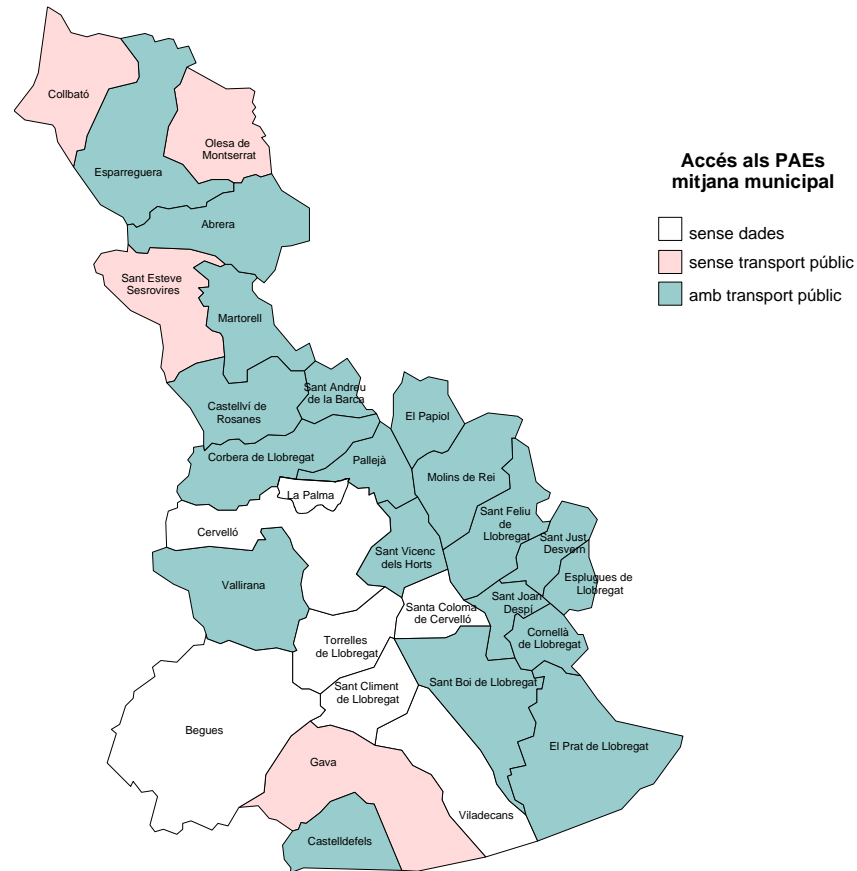 Collbató
Olesa de
Montserrat
Esparreguera
Accés als PAEs
mitjana municipal
Abrera
sense dades
sense transport públic
amb transport públic
Sant Esteve
Sesrovires
Martorell
Sant Andreu
de la Barca
Castellví de
Rosanes
El Papiol
Corbera de Llobregat
Pallejà
Molins de Rei
La Palma
Sant Feliu
de
Llobregat
Cervelló
Sant Just
Desvern
Sant Vicenc
dels Horts
Esplugues de
Llobregat
Vallirana
Sant Joan
Despí
Santa Coloma
de Cervelló
Cornellà
de Llobregat
Torrelles
de Llobregat
Sant Climent
de Llobregat
Sant Boi de Llobregat
Begues
El Prat de Llobregat
Gava
Viladecans
Castelldefels